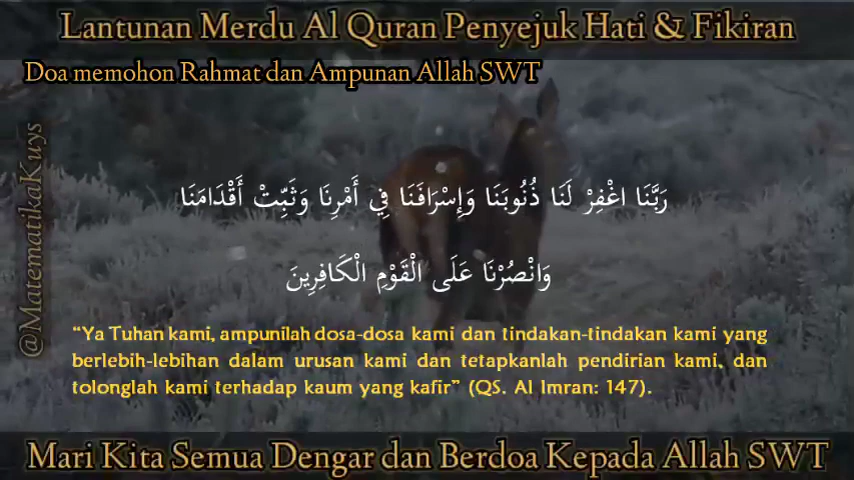 Lantunan Merdu Al Quran Penyejuk Hati & Fikiran
Doa memohon Rahmat dan Ampunan Allah SWT
@MatematikaKuys
رَبَّنَا اغْفِرْ لَنَا ذُنُوبَنَا وَإِسْرَافَنَا فِي أَمْرِنَا وَثَبِّتْ أَقْدَامَنَا
وَانْصُرْنَا عَلَى الْقَوْمِ الْكَافِرِينَ
“Ya Tuhan kami, ampunilah dosa-dosa kami dan tindakan-tindakan kami yang
berlebih-lebihan dalam urusan kami dan tetapkanlah pendirian kami, dan
tolonglah kami terhadap kaum yang kafir” (QS. Al Imran: 147).
Mari Kita Semua Dengar dan Berdoa Kepada Allah SWT